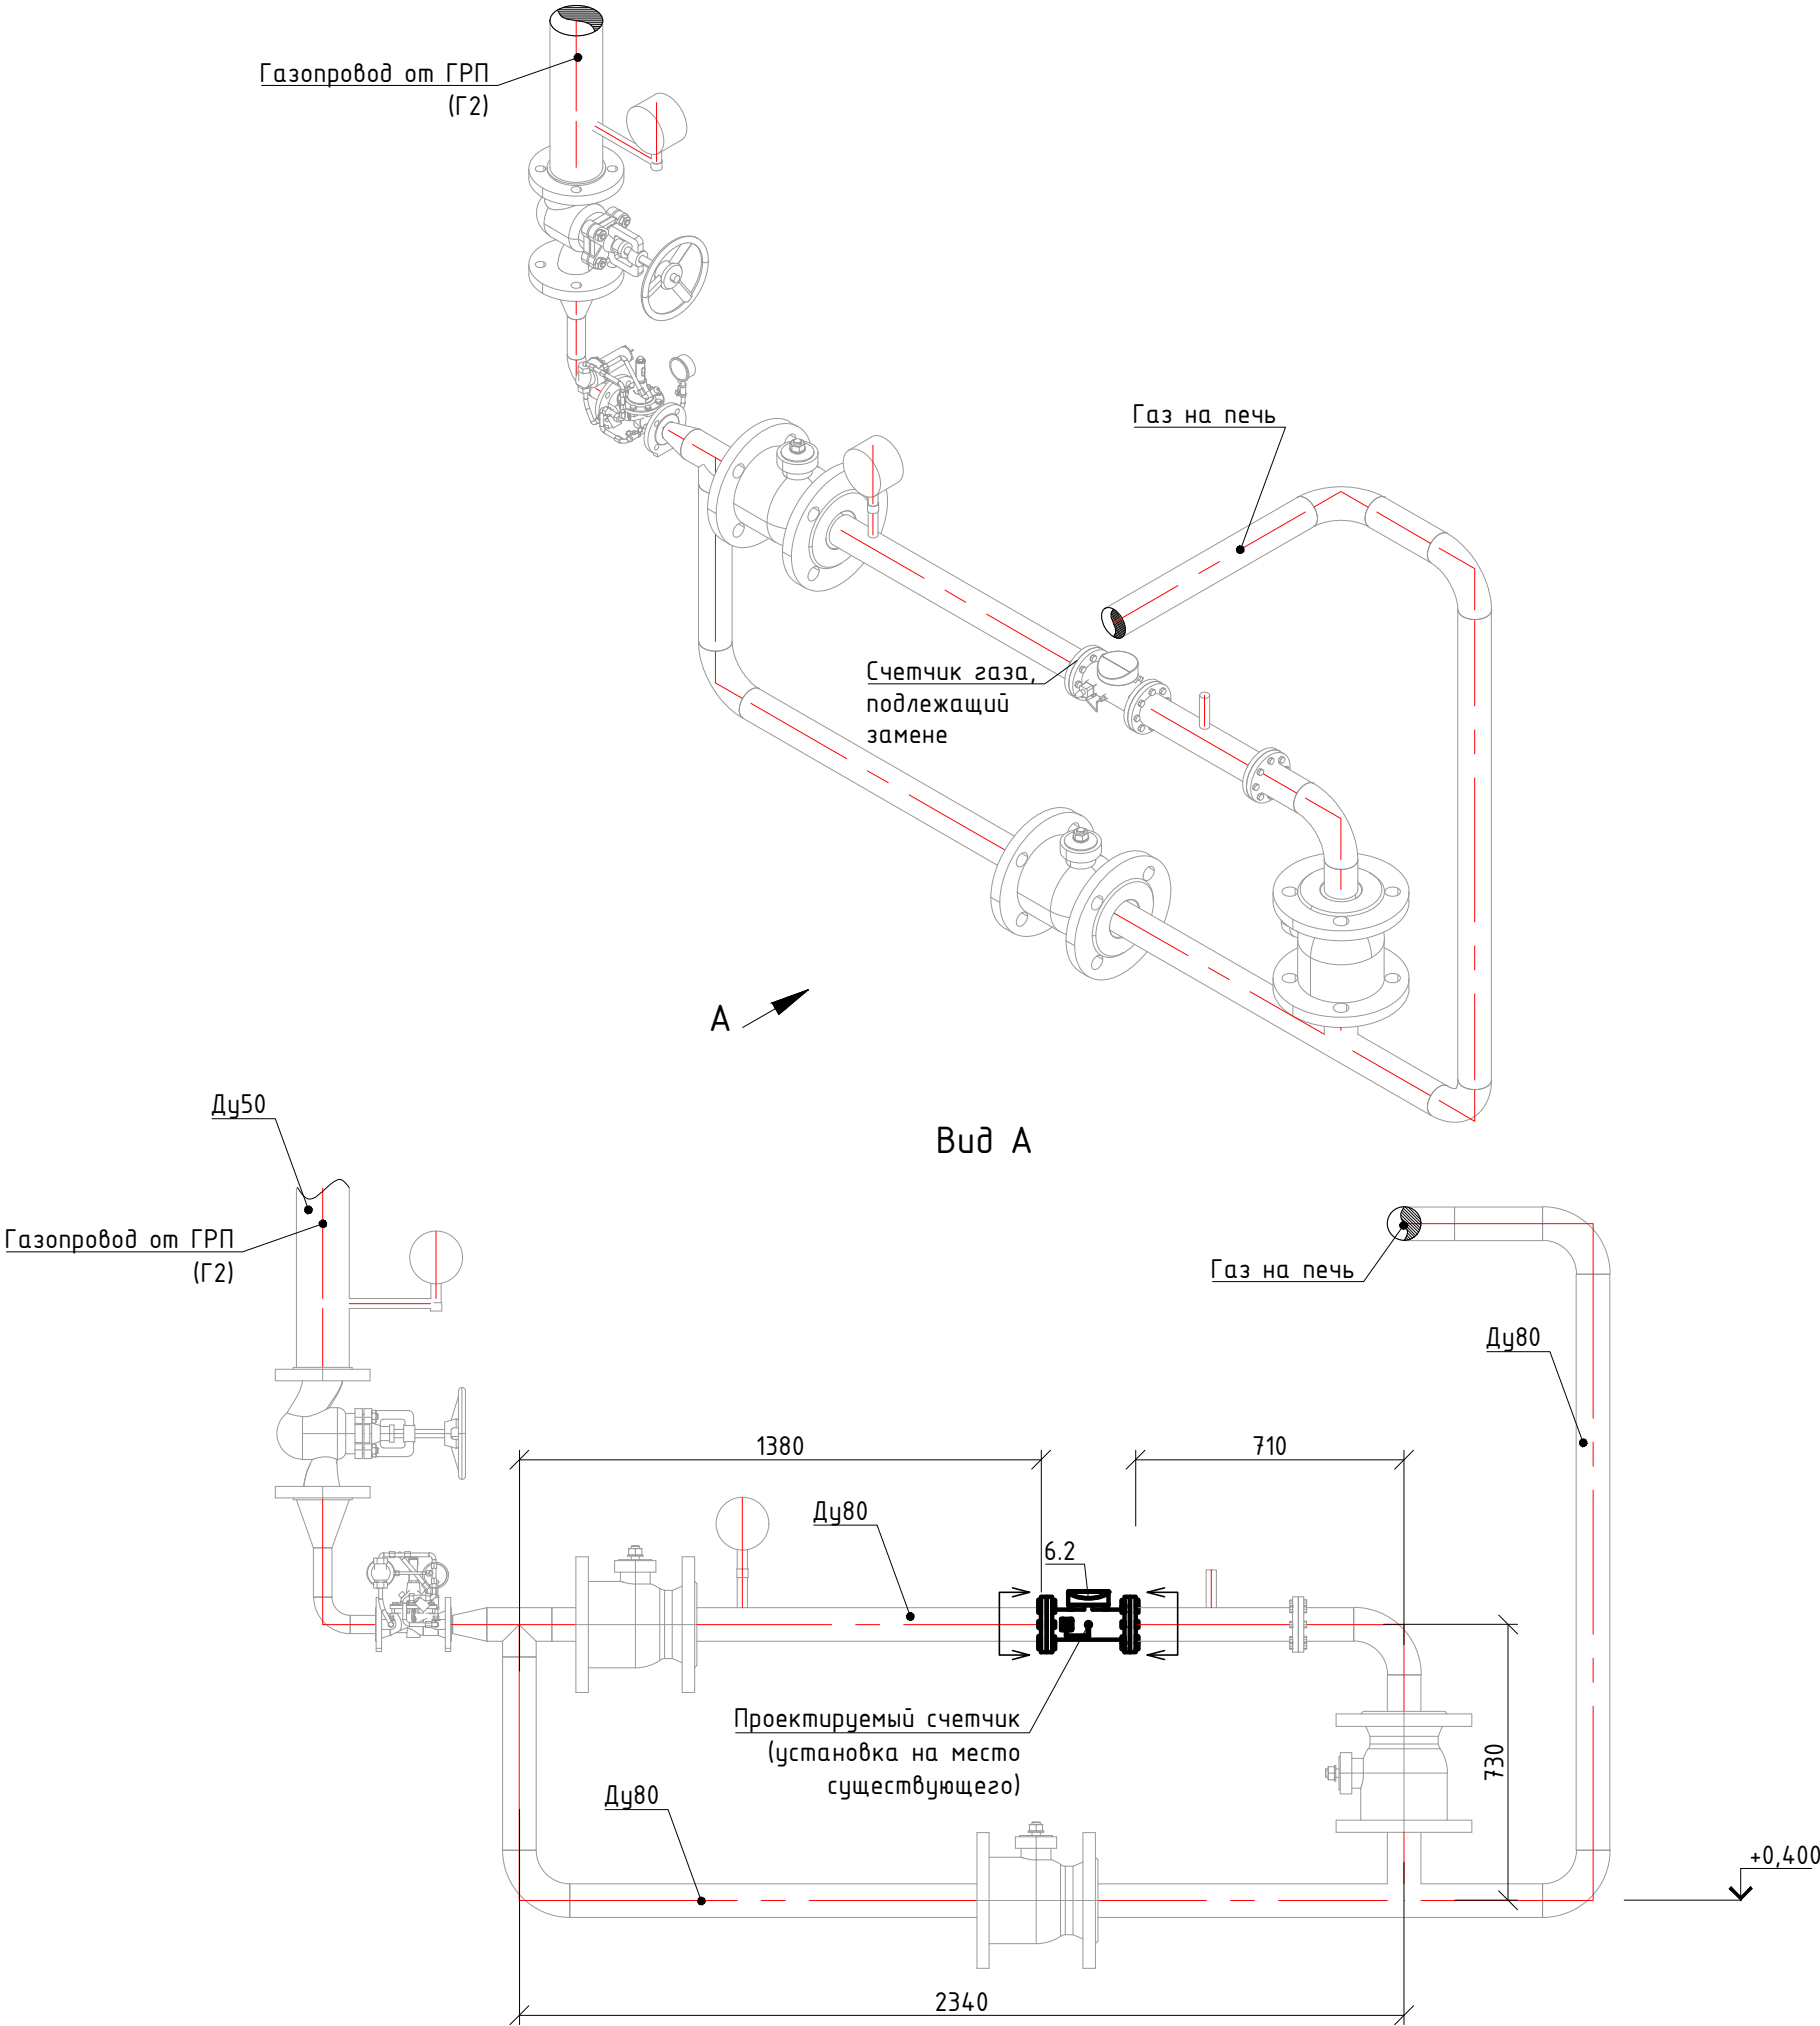 Газопровод от ГРП
(Г2)
Газ на печь
Счетчик газа,
подлежащий
замене
А
Вид А
Ду50
Газопровод от ГРП
(Г2)
Газ на печь
Ду80
1380
710
Ду80
6.2
Проектируемый счетчик
(установка на место
существующего)
730
Ду80
+0,400
2340